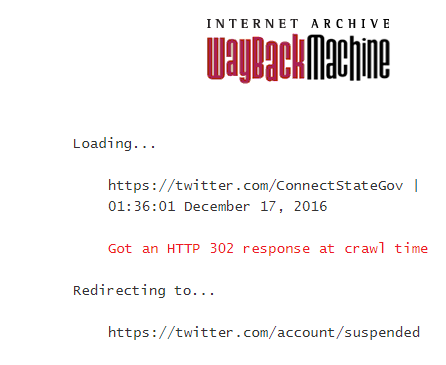 INTERNET ARCHIVE
WayBackMachine
Loading...
https://twitter.com/ConnectStateGov |
01:36:01 December 17, 2016
Got an HTTP 302 response at crawl time
Redirecting to...
https://twitter.com/account/suspended